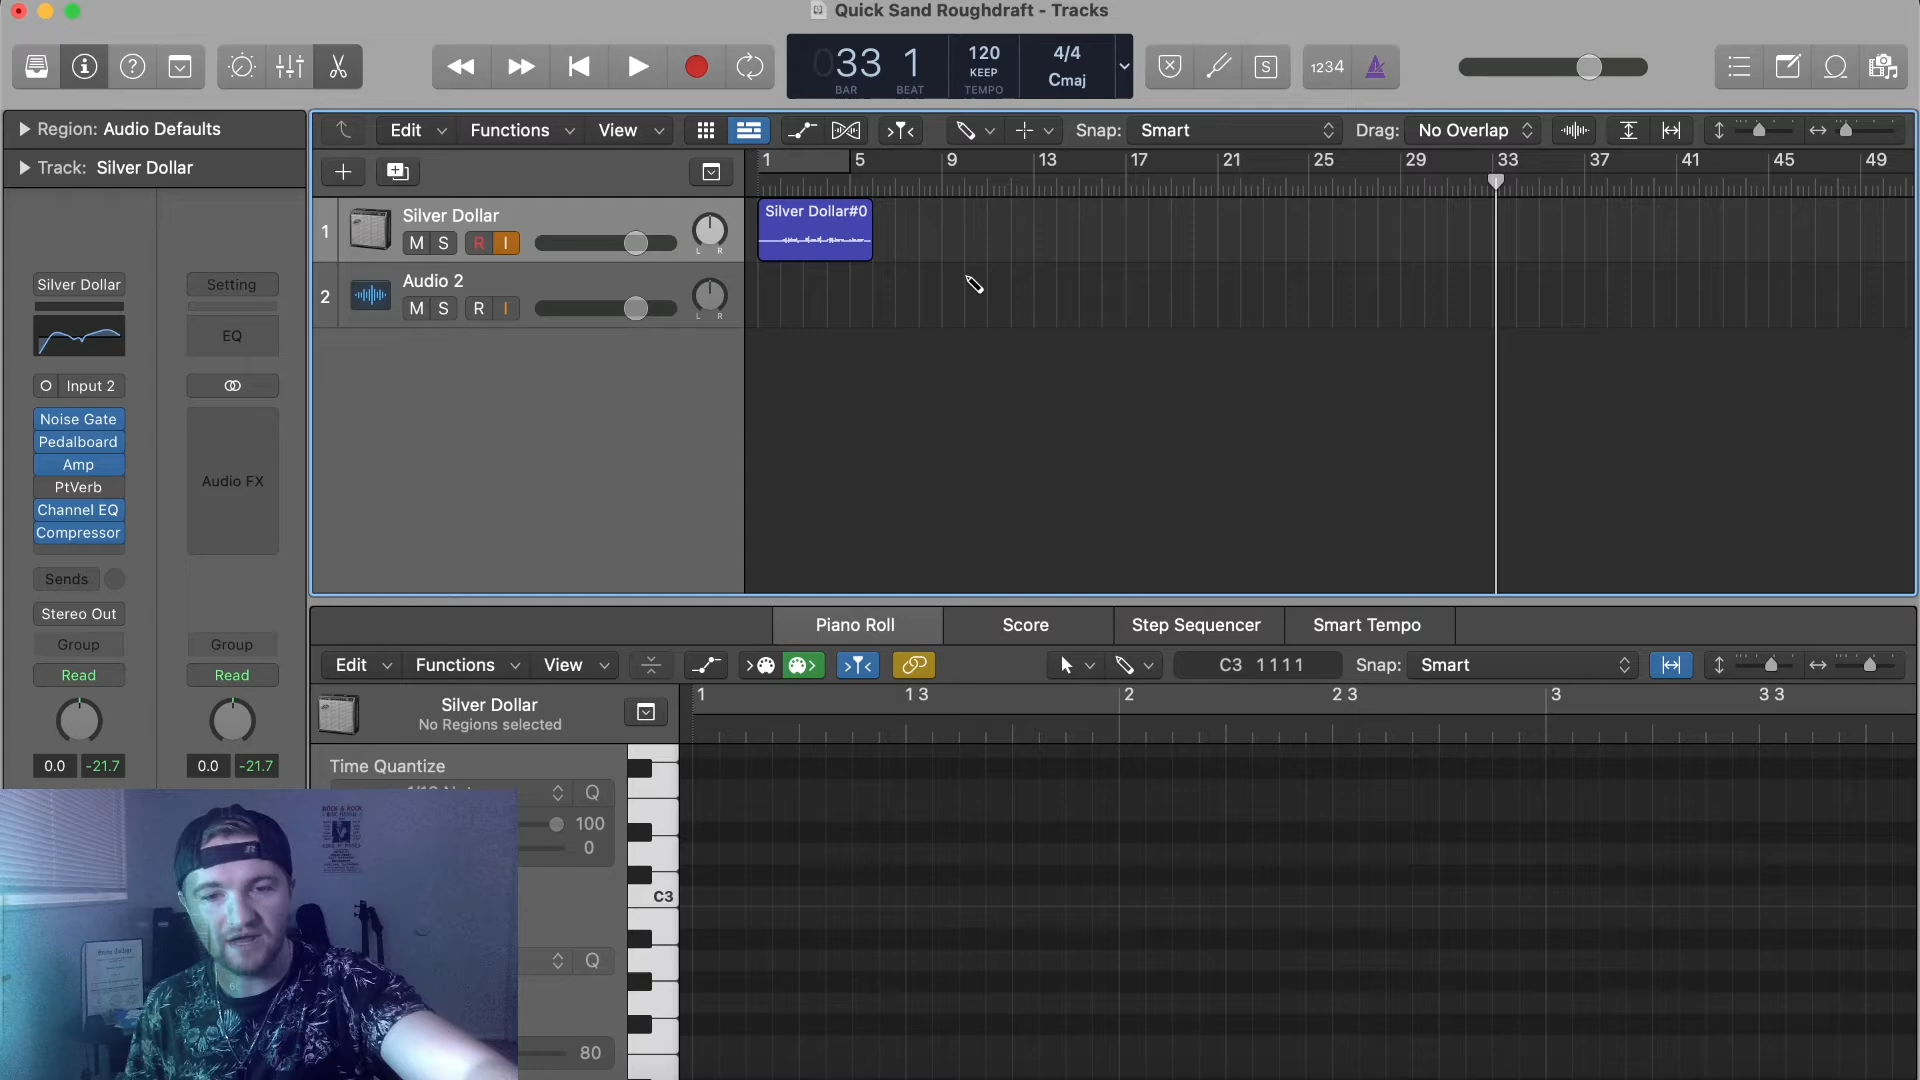 Quick Sand Roughdraft - Tracks
33 1 120 4/4
KEEP Cmaj
BAR BEAT TEMPO
1234
Region: Audio Defaults
Edit Functions View Snap: Smart Drag: No Overlap
Track: Silver Dollar
1 5 9 13 17 21 25 29 33 37 41 45 49
1 Silver Dollar
M S R I
L R
Silver Dollar#0
2 Audio 2
M S R I
L R
Silver Dollar Setting
EQ
Input 2
Noise Gate
Pedalboard
Amp
PtVerb
Channel EQ
Compressor
Audio FX
Sends
Stereo Out
Group Group
Read Read
0.0 -21.7 0.0 -21.7
Piano Roll Score Step Sequencer Smart Tempo
Edit Functions View C3 1 1 1 1 Snap: Smart
Silver Dollar
No Regions selected
1 1 3 2 2 3 3 3 3
Time Quantize
Q
100
0
C3
Q
80